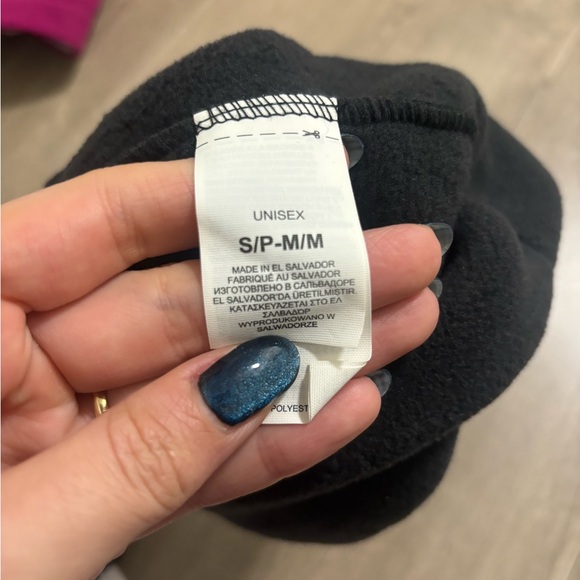 UNISEX
S/P-M/M
MADE IN EL SALVADOR
FABRIQUÉ AU SALVADOR
ИЗГОТОВЛЕНО В САЛЬВАДОРЕ
EL SALVADOR'DA ÜRETILMISTIR.
ΚΑΤΑΣΚΕΥΑΖΕΤΑΙ ΣΤΟ ΕΛ
ΣΑΛΒΑΔΟΡ
WYPRODUKOWANO W
SALWADORZE
POLYEST